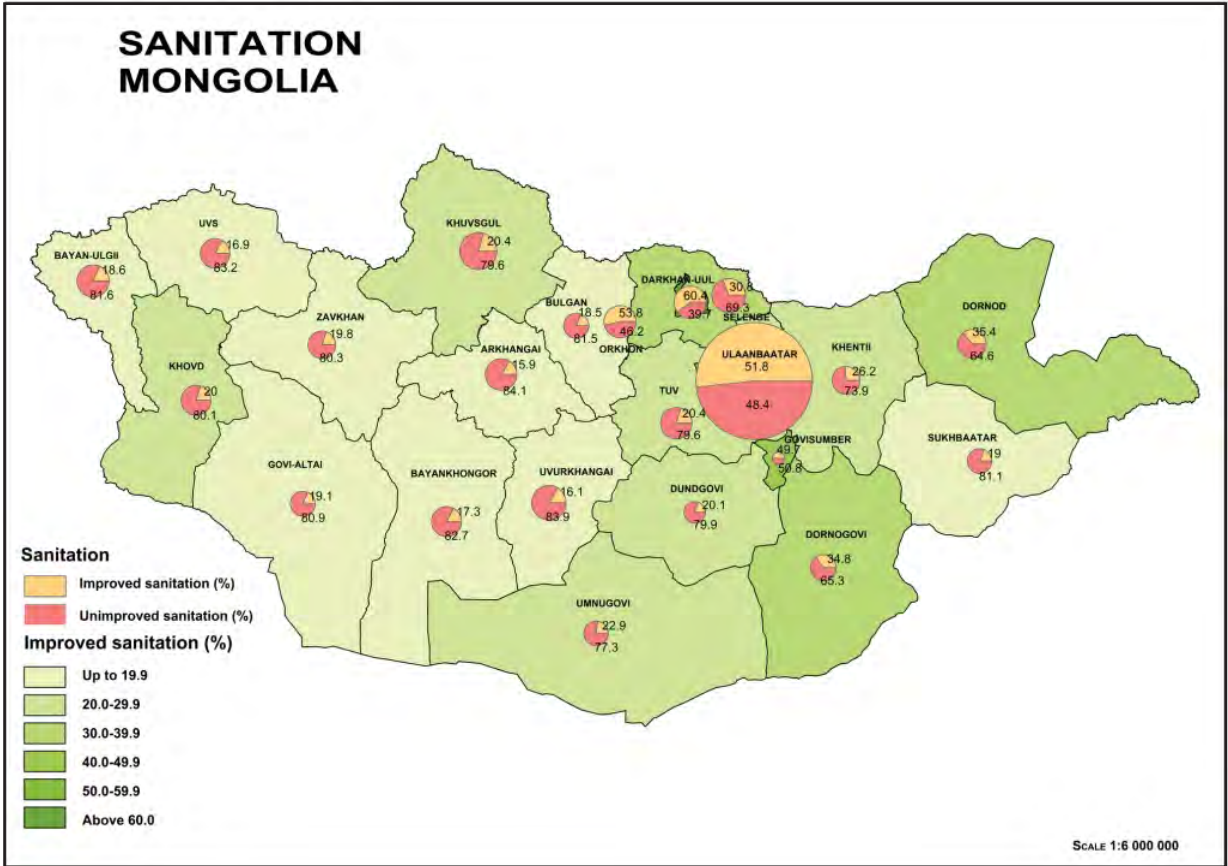 SANITATION
MONGOLIA
KHUVSGUL
20.4
79.6
UVS
16.9
83.2
BAYAN-ULGII
18.6
81.6
DARKHAN-UUL
60.4
39.7
30.8
69.3
SELENSE
BULGAN
18.5
81.5
53.8
46.2
ORKHON
DORNOD
35.4
64.6
ZAVKHAN
19.8
80.3
ARKHANGAI
15.9
84.1
ULAANBAATAR
51.8
48.4
KHENTII
26.2
73.9
KHOVD
20
80.1
TUV
20.4
79.6
GOVISUMBER
49.7
50.8
SUKHBAATAR
19
81.1
GOVI-ALTAI
19.1
80.9
BAYANKHONGOR
17.3
82.7
UVURKHANGAI
16.1
83.9
DUNDGOVI
20.1
79.9
DORNOGOVI
34.8
65.3
UMNUGOVI
22.9
77.3
Sanitation
Improved sanitation (%)
Unimproved sanitation (%)
Improved sanitation (%)
Up to 19.9
20.0-29.9
30.0-39.9
40.0-49.9
50.0-59.9
Above 60.0
SCALE 1:6 000 000